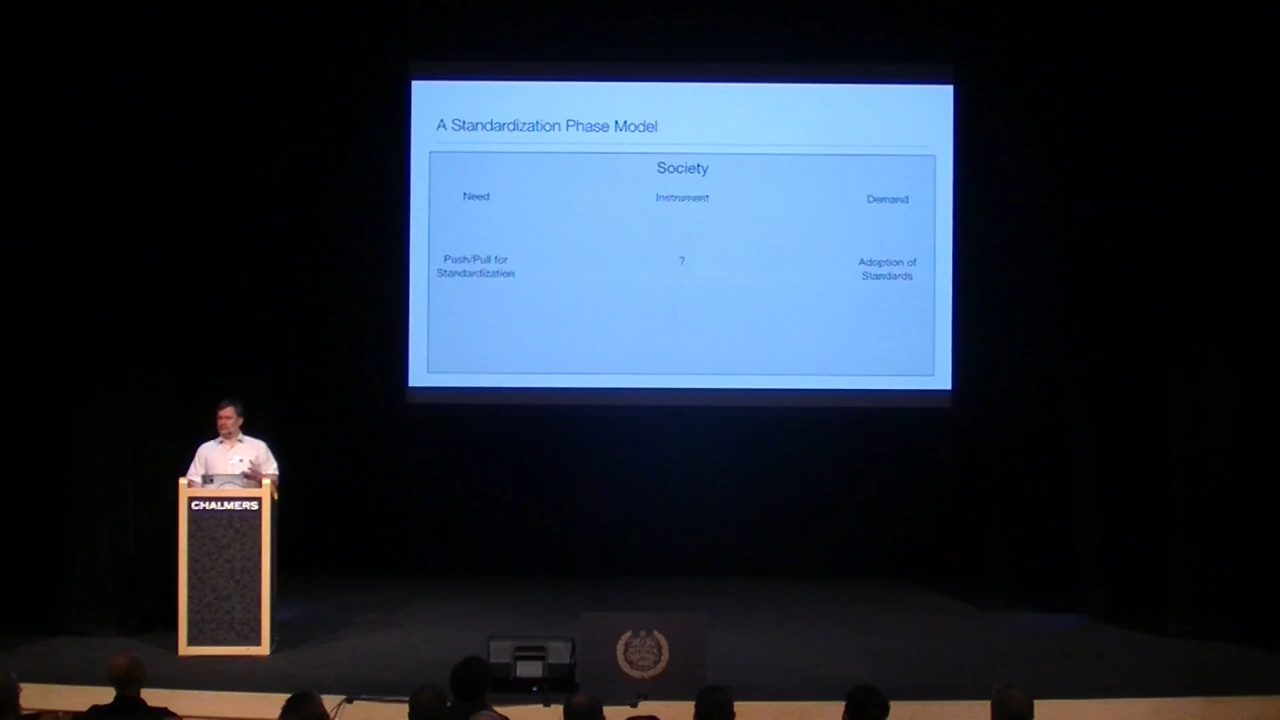 A Standardization Phase Model
Society
Need
Instrument
Demand
Push/Pull for
Standardization
?
Adoption of
Standards
CHALMERS